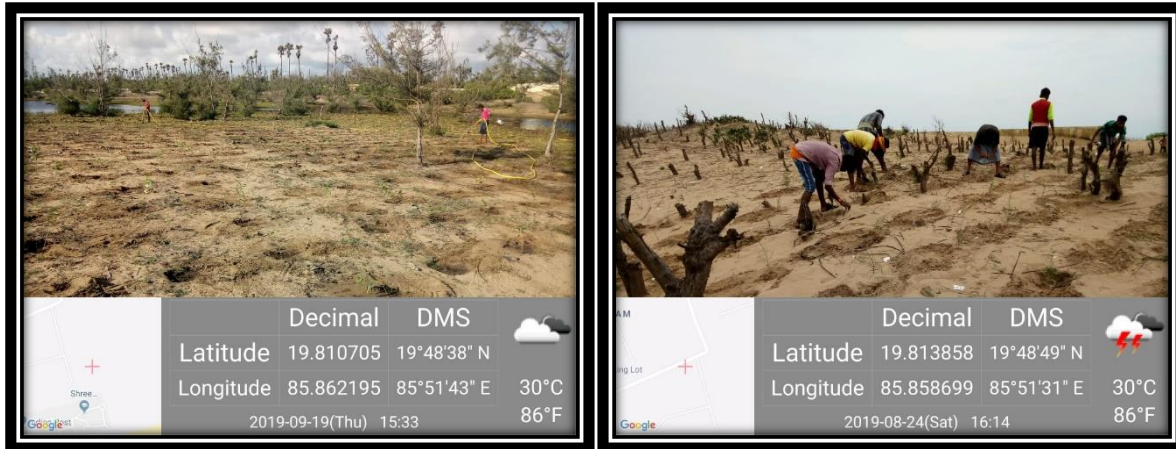 Decimal DMS
Latitude 19.810705 19°48'38" N
Longitude 85.862195 85°51'43" E
30°C
86°F
2019-09-19(Thu) 15:33
Shree...
Google
Decimal DMS
Latitude 19.813858 19°48'49" N
Longitude 85.858699 85°51'31" E
30°C
86°F
2019-08-24(Sat) 16:14
AM
ing Lot
Google